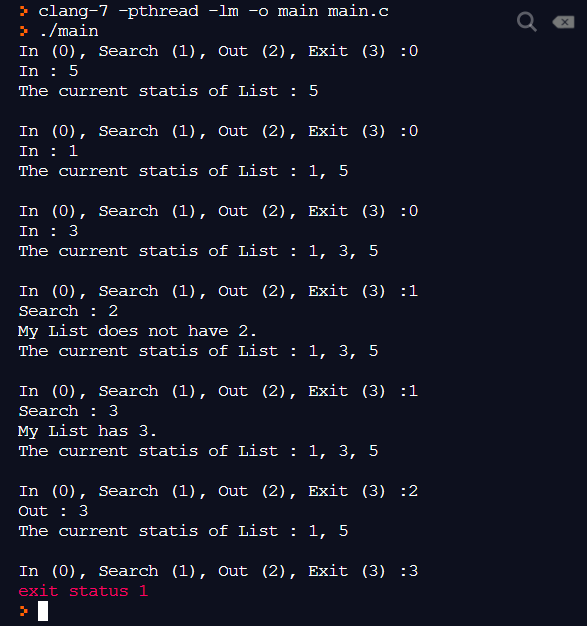 > clang-7 -pthread -lm -o main main.c
> ./main
In (0), Search (1), Out (2), Exit (3) :0
In : 5
The current statis of List : 5
In (0), Search (1), Out (2), Exit (3) :0
In : 1
The current statis of List : 1, 5
In (0), Search (1), Out (2), Exit (3) :0
In : 3
The current statis of List : 1, 3, 5
In (0), Search (1), Out (2), Exit (3) :1
Search : 2
My List does not have 2.
The current statis of List : 1, 3, 5
In (0), Search (1), Out (2), Exit (3) :1
Search : 3
My List has 3.
The current statis of List : 1, 3, 5
In (0), Search (1), Out (2), Exit (3) :2
Out : 3
The current statis of List : 1, 5
In (0), Search (1), Out (2), Exit (3) :3
exit status 1
>